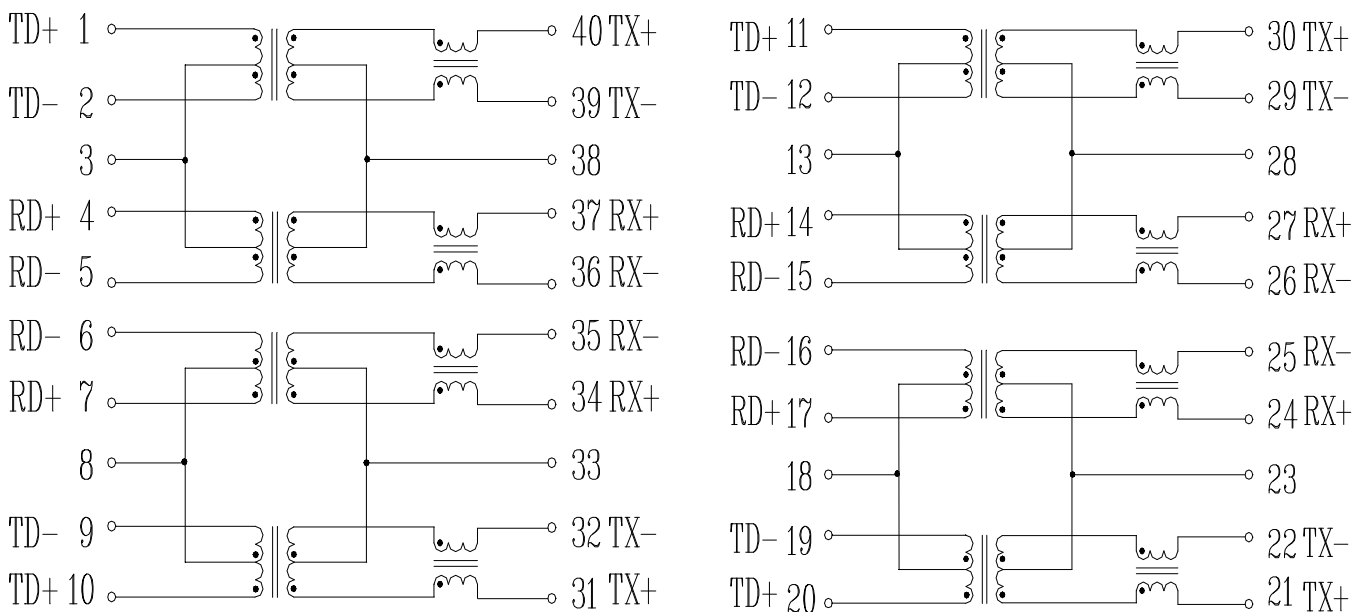 TD+ 1
40 TX+
TD- 2
39 TX-
3
38
RD+ 4
37 RX+
RD- 5
36 RX-
RD- 6
35 RX-
RD+ 7
34 RX+
8
33
TD- 9
32 TX-
TD+ 10
31 TX+
TD+ 11
30 TX+
TD- 12
29 TX-
13
28
RD+ 14
27 RX+
RD- 15
26 RX-
RD- 16
25 RX-
RD+ 17
24 RX+
18
23
TD- 19
22 TX-
TD+ 20
21 TX+